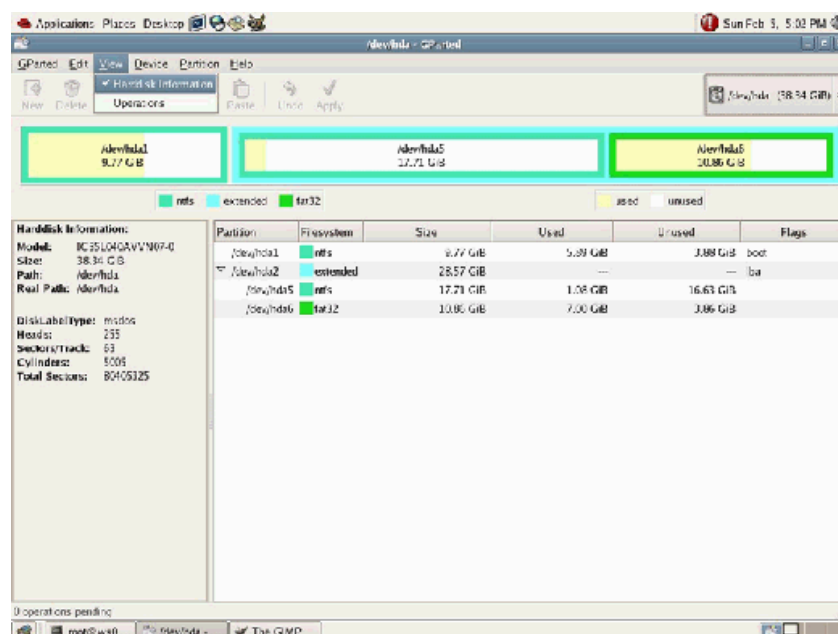 Applications Places Desktop
Sun Feb 5, 5:02 PM
/dev/hda - GParted
GParted Edit View Device Partition Help
Harddisk Information
Operations
New Delete Paste Undo Apply
/dev/hda (38.34 GiB)
/dev/hda1
9.77 GiB
/dev/hda5
17.71 GiB
/dev/hda6
10.86 GiB
ntfs extended fat32 used unused
Harddisk Information:
Model:
Size: 38.34 GiB
Path: /dev/hda
Real Path: /dev/hda
DiskLabelType: msdos
Heads: 255
Sectors/Track: 63
Cylinders: 5005
Total Sectors: 80405325
Partition Filesystem Size Used Unused Flags
/dev/hda1 ntfs 9.77 GiB 5.89 GiB 3.88 GiB boot
/dev/hda2 extended 28.57 GiB — — lba
/dev/hda5 ntfs 17.71 GiB 1.08 GiB 16.63 GiB
/dev/hda6 fat32 10.86 GiB 7.00 GiB 3.86 GiB
0 operations pending
/dev/hda - The GIMP